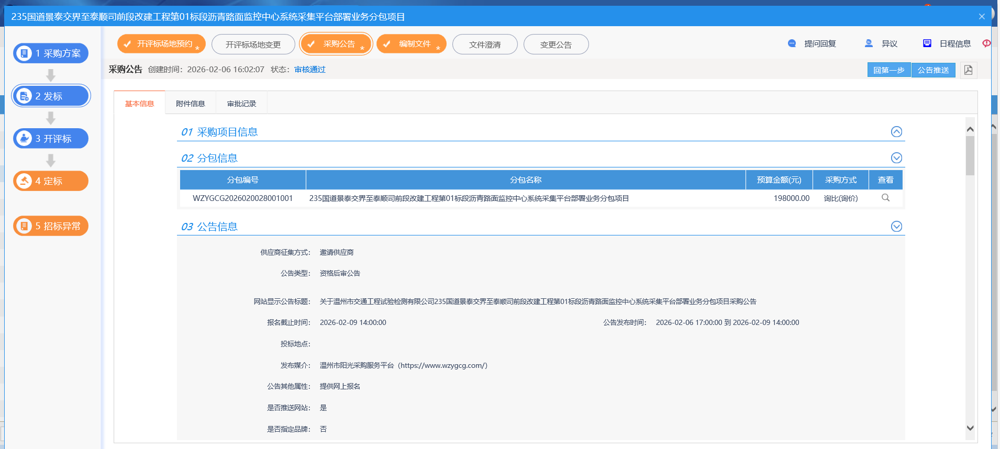 235国道景泰交界至泰顺司前段改建工程第01标段沥青路面监控中心系统采集平台部署业务分包项目
1 采购方案
2 发标
3 开评标
4 定标
5 招标异常
开评标场地预约 *
开评标场地变更
采购公告 *
编制文件 *
文件澄清
变更公告
提问回复
异议
日程信息
采购公告 创建时间：2026-02-06 16:02:07 状态：审核通过
回第一步 公告推送
基本信息 附件信息 审批记录
01 采购项目信息
02 分包信息
分包编号 分包名称 预算金额(元) 采购方式 查看
WZYGCG2026020028001001 235国道景泰交界至泰顺司前段改建工程第01标段沥青路面监控中心系统采集平台部署业务分包项目 198000.00 询比(询价)
03 公告信息
供应商征集方式： 邀请供应商
公告类型： 资格后审公告
网站显示公告标题： 关于温州市交通工程试验检测有限公司235国道景泰交界至泰顺司前段改建工程第01标段沥青路面监控中心系统采集平台部署业务分包项目采购公告
报名截止时间： 2026-02-09 14:00:00 公告发布时间： 2026-02-06 17:00:00 到 2026-02-09 14:00:00
投标地点：
发布媒介： 温州市阳光采购服务平台（https://www.wzygcg.com/）
公告其他属性： 提供网上报名
是否推送网站： 是
是否指定品牌： 否